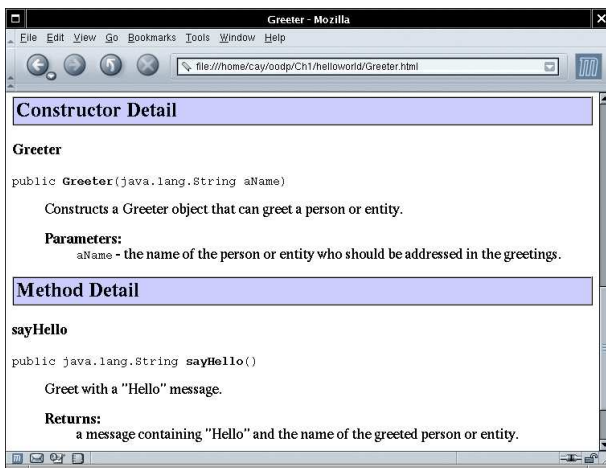 Greeter - Mozilla
File Edit View Go Bookmarks Tools Window Help
file:///home/cay/oodp/Ch1/helloworld/Greeter.html
Constructor Detail
Greeter
public Greeter(java.lang.String aName)
Constructs a Greeter object that can greet a person or entity.
Parameters:
aName - the name of the person or entity who should be addressed in the greetings.
Method Detail
sayHello
public java.lang.String sayHello()
Greet with a "Hello" message.
Returns:
a message containing "Hello" and the name of the greeted person or entity.